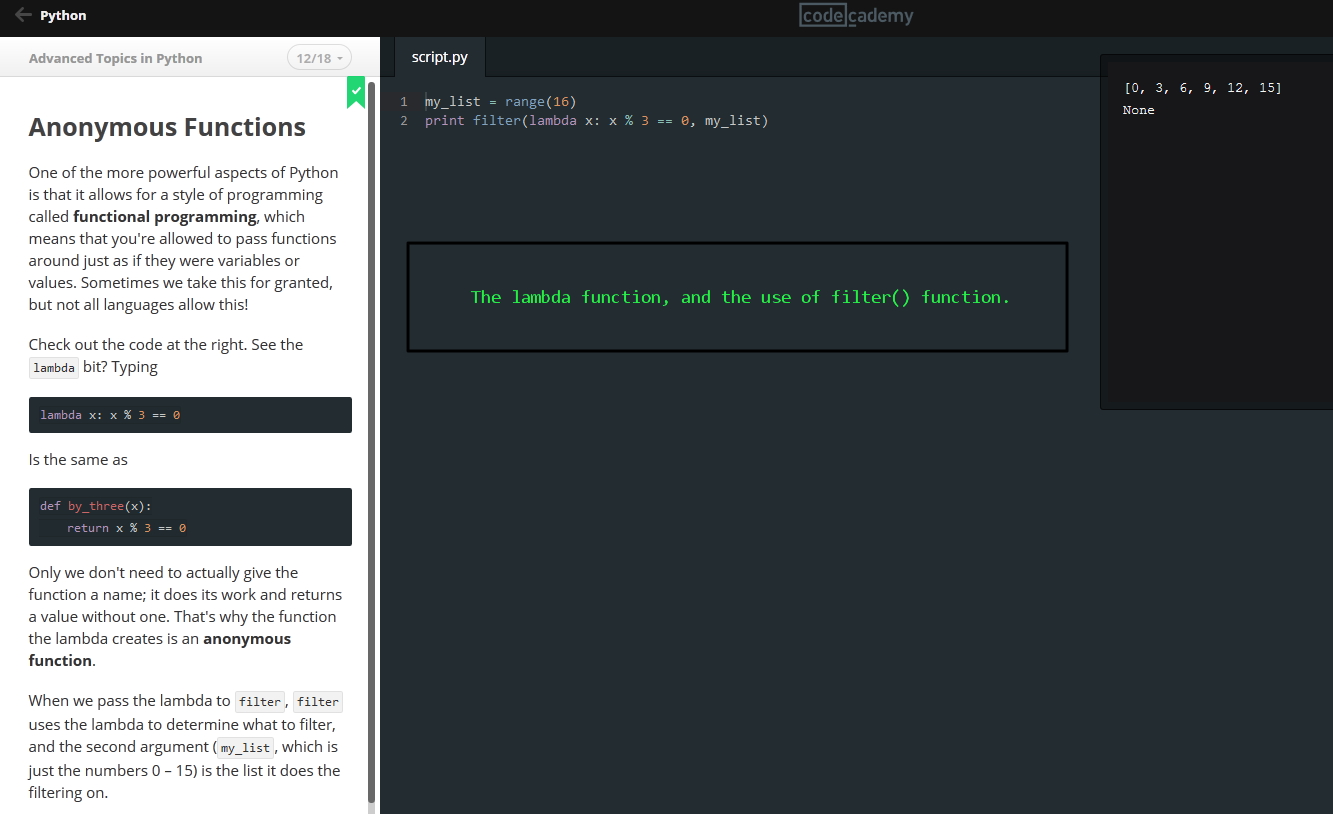 Python
codecademy
Advanced Topics in Python
12/18
script.py
Anonymous Functions
One of the more powerful aspects of Python
is that it allows for a style of programming
called functional programming, which
means that you're allowed to pass functions
around just as if they were variables or
values. Sometimes we take this for granted,
but not all languages allow this!
Check out the code at the right. See the
lambda bit? Typing
lambda x: x % 3 == 0
Is the same as
def by_three(x):
    return x % 3 == 0
Only we don't need to actually give the
function a name; it does its work and returns
a value without one. That's why the function
the lambda creates is an anonymous
function.
When we pass the lambda to filter, filter
uses the lambda to determine what to filter,
and the second argument (my_list, which is
just the numbers 0 – 15) is the list it does the
filtering on.
1 my_list = range(16)
2 print filter(lambda x: x % 3 == 0, my_list)
The lambda function, and the use of filter() function.
[0, 3, 6, 9, 12, 15]
None